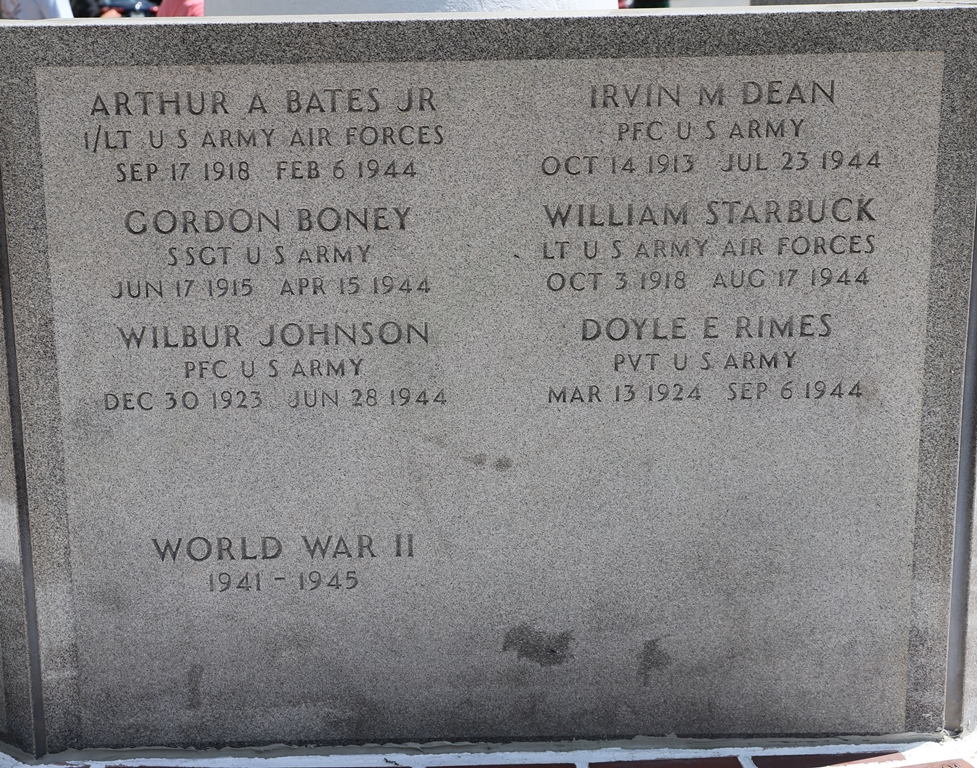 ARTHUR A BATES JR
1/LT U S ARMY AIR FORCES
SEP 17 1918 FEB 6 1944
GORDON BONEY
SSGT U S ARMY
JUN 17 1915 APR 15 1944
WILBUR JOHNSON
PFC U S ARMY
DEC 30 1923 JUN 28 1944
IRVIN M DEAN
PFC U S ARMY
OCT 14 1913 JUL 23 1944
WILLIAM STARBUCK
LT U S ARMY AIR FORCES
OCT 3 1918 AUG 17 1944
DOYLE E RIMES
PVT U S ARMY
MAR 13 1924 SEP 6 1944
WORLD WAR II
1941 - 1945